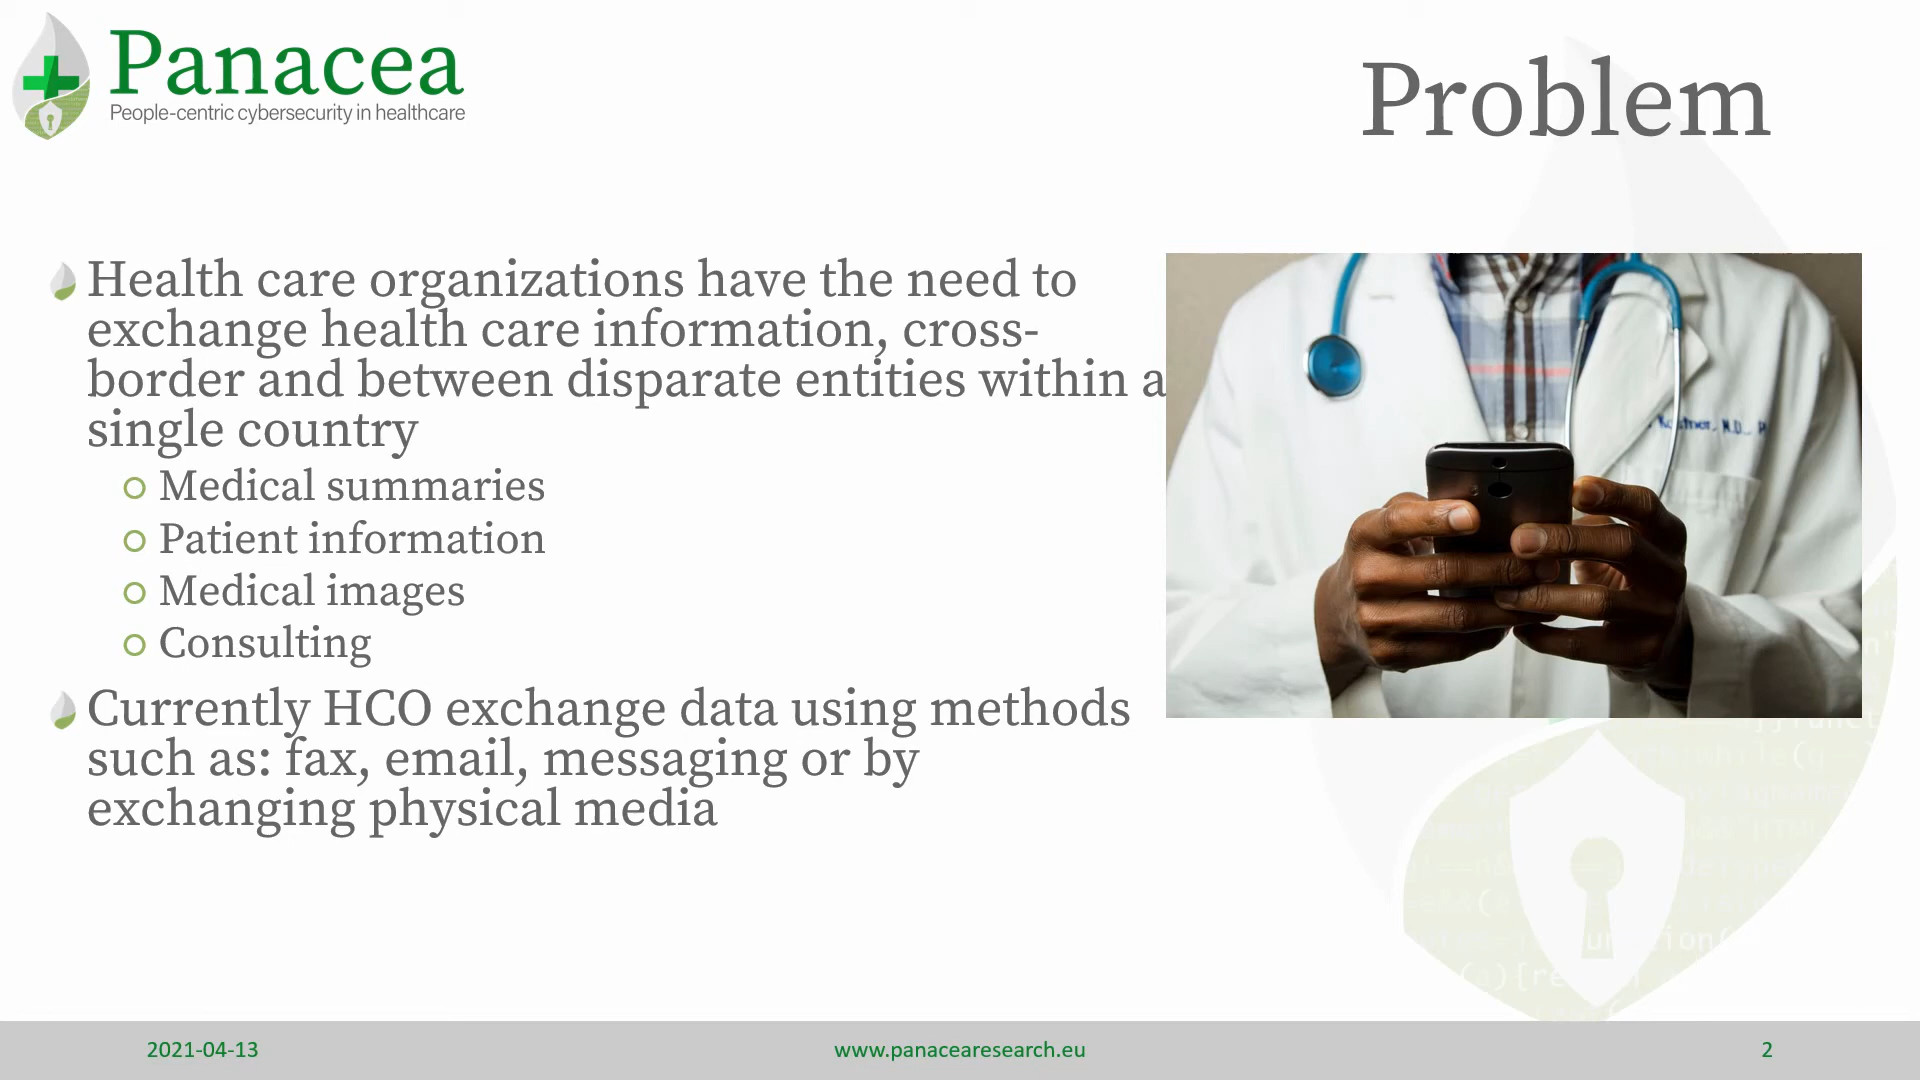 Panacea
People-centric cybersecurity in healthcare
Problem
Health care organizations have the need to
exchange health care information, cross-
border and between disparate entities within a
single country
Medical summaries
Patient information
Medical images
Consulting
Currently HCO exchange data using methods
such as: fax, email, messaging or by
exchanging physical media
2021-04-13
www.panacearesearch.eu
2